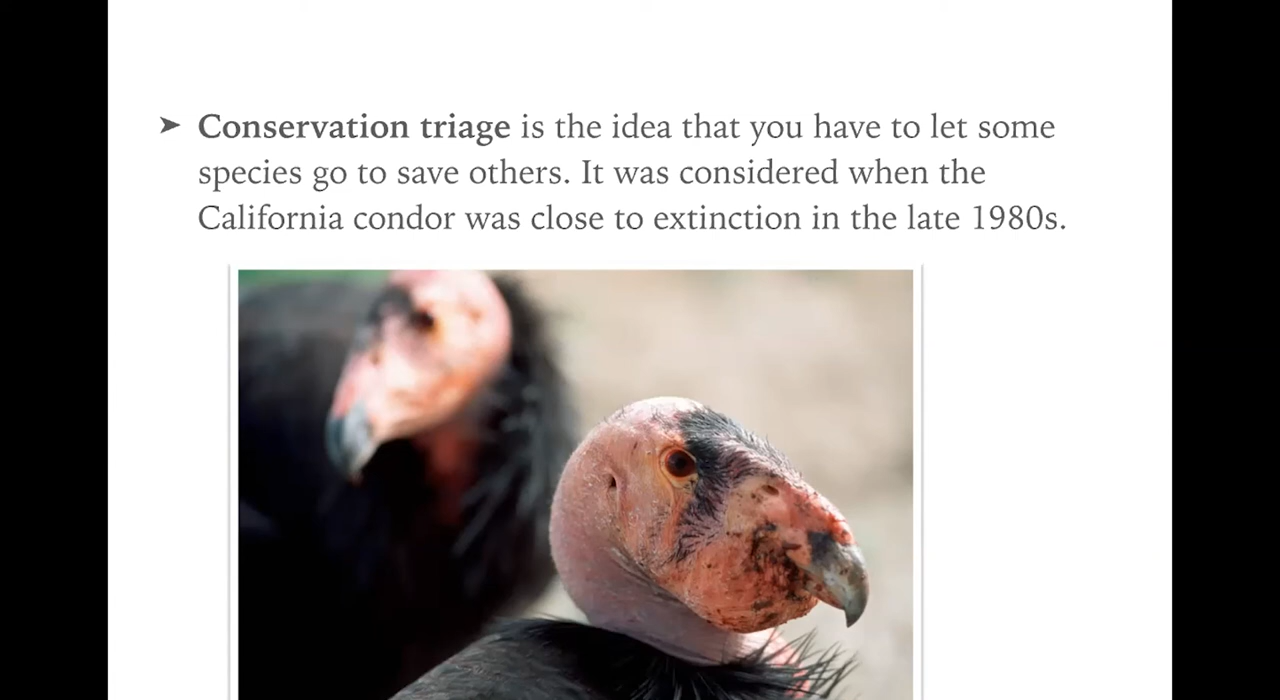 ➤ Conservation triage is the idea that you have to let some
species go to save others. It was considered when the
California condor was close to extinction in the late 1980s.